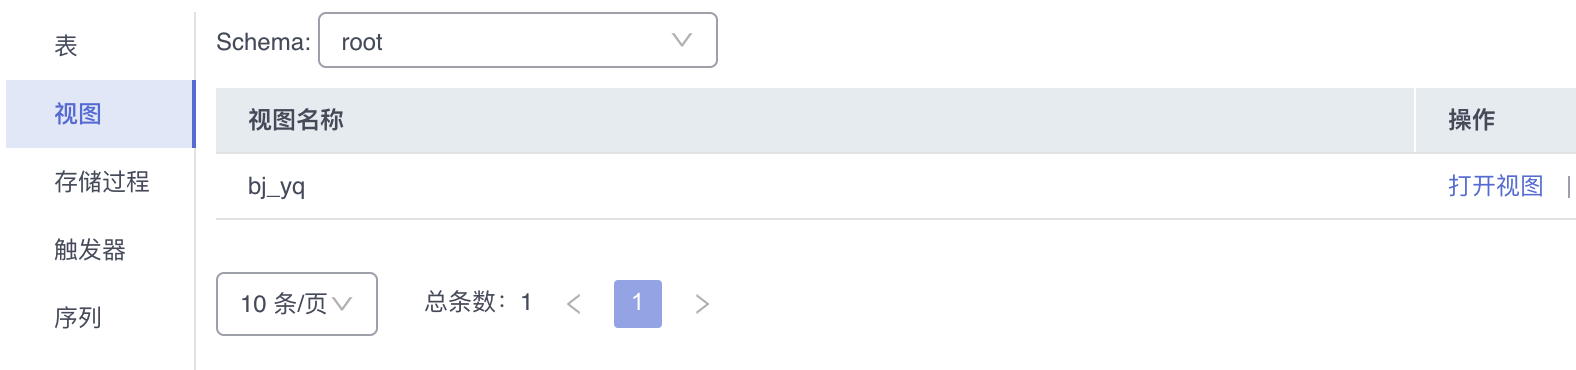 表
视图
存储过程
触发器
序列
Schema: root
视图名称 操作
bj_yq 打开视图 |
10 条/页 总条数：1 < 1 >